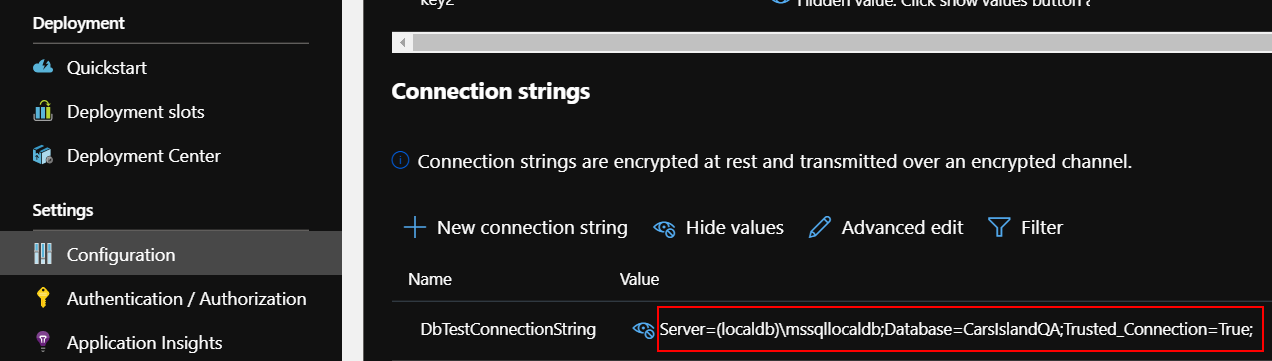 Deployment
Quickstart
Deployment slots
Deployment Center
Settings
Configuration
Authentication / Authorization
Application Insights
key2
Hidden value. Click show values button
Connection strings
Connection strings are encrypted at rest and transmitted over an encrypted channel.
New connection string Hide values Advanced edit Filter
Name Value
DbTestConnectionString Server=(localdb)\mssqllocaldb;Database=CarsIslandQA;Trusted_Connection=True;